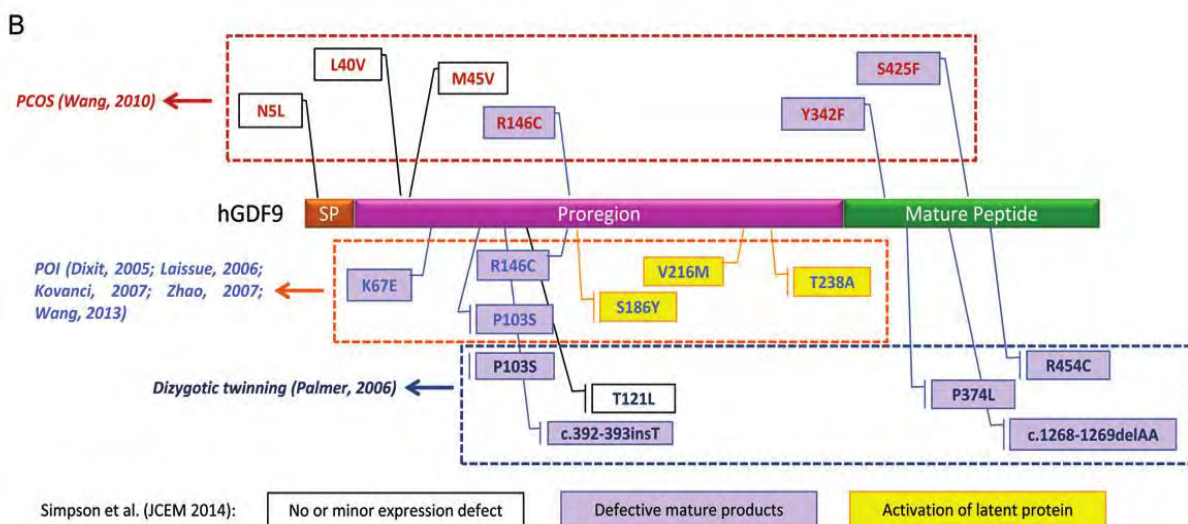 B
L40V
M45V
S425F
PCOS (Wang, 2010)
N5L
R146C
Y342F
hGDF9
SP
Proregion
Mature Peptide
POI (Dixit, 2005; Laissue, 2006;
Kovanci, 2007; Zhao, 2007;
Wang, 2013)
K67E
R146C
V216M
T238A
S186Y
P103S
P103S
R454C
Dizygotic twinning (Palmer, 2006)
T121L
P374L
c.392-393insT
c.1268-1269delAA
Simpson et al. (JCEM 2014):
No or minor expression defect
Defective mature products
Activation of latent protein